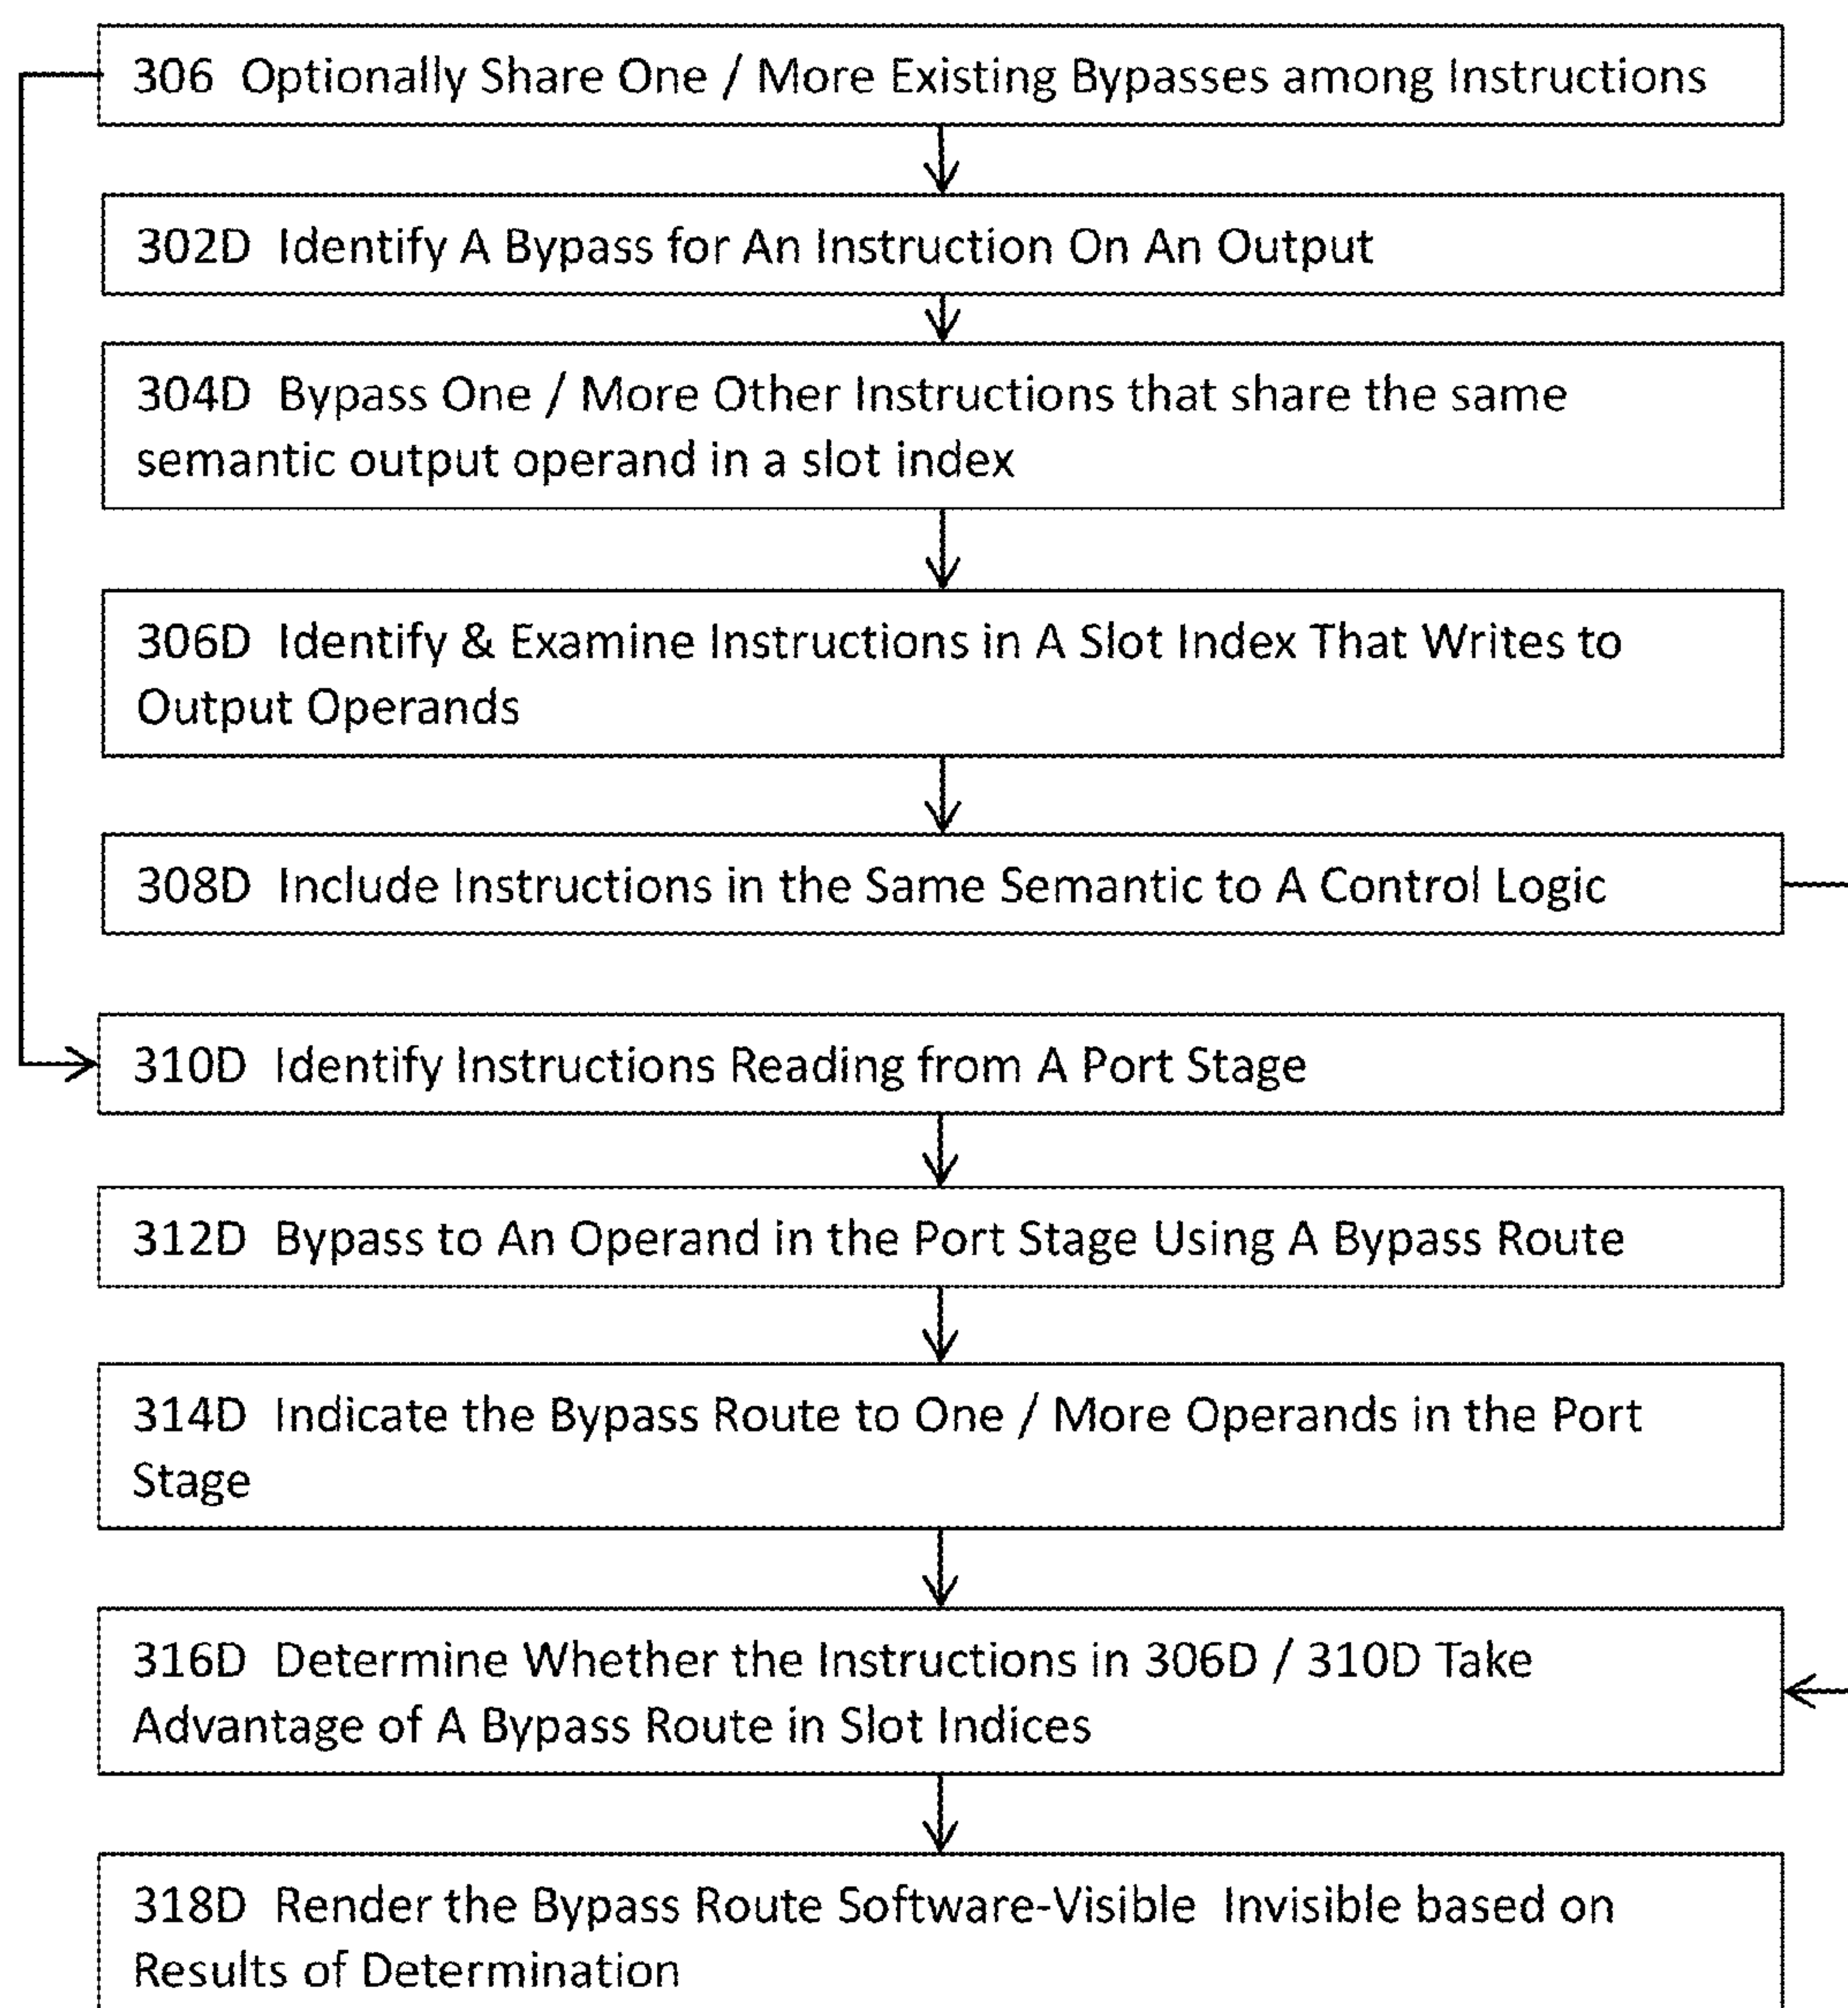 306 Optionally Share One / More Existing Bypasses among Instructions
302D Identify A Bypass for An Instruction On An Output
304D Bypass One / More Other Instructions that share the same
semantic output operand in a slot index
306D Identify & Examine Instructions in A Slot Index That Writes to
Output Operands
308D Include Instructions in the Same Semantic to A Control Logic
310D Identify Instructions Reading from A Port Stage
312D Bypass to An Operand in the Port Stage Using A Bypass Route
314D Indicate the Bypass Route to One / More Operands in the Port
Stage
316D Determine Whether the Instructions in 306D / 310D Take
Advantage of A Bypass Route in Slot Indices
318D Render the Bypass Route Software-Visible Invisible based on
Results of Determination